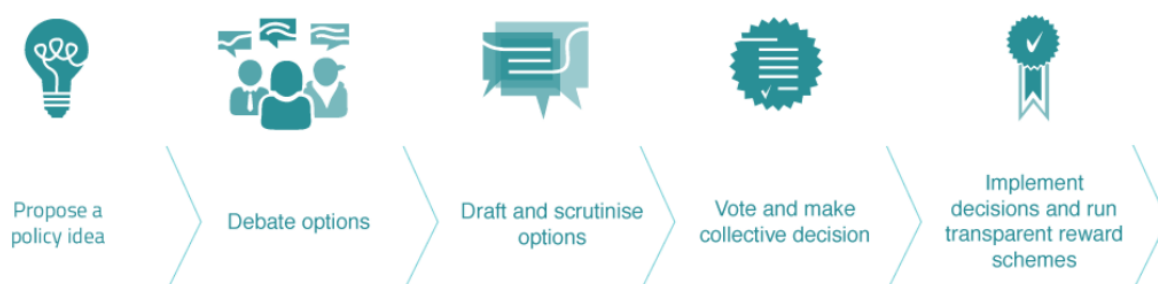 Propose a
policy idea
Debate options
Draft and scrutinise
options
Vote and make
collective decision
Implement
decisions and run
transparent reward
schemes